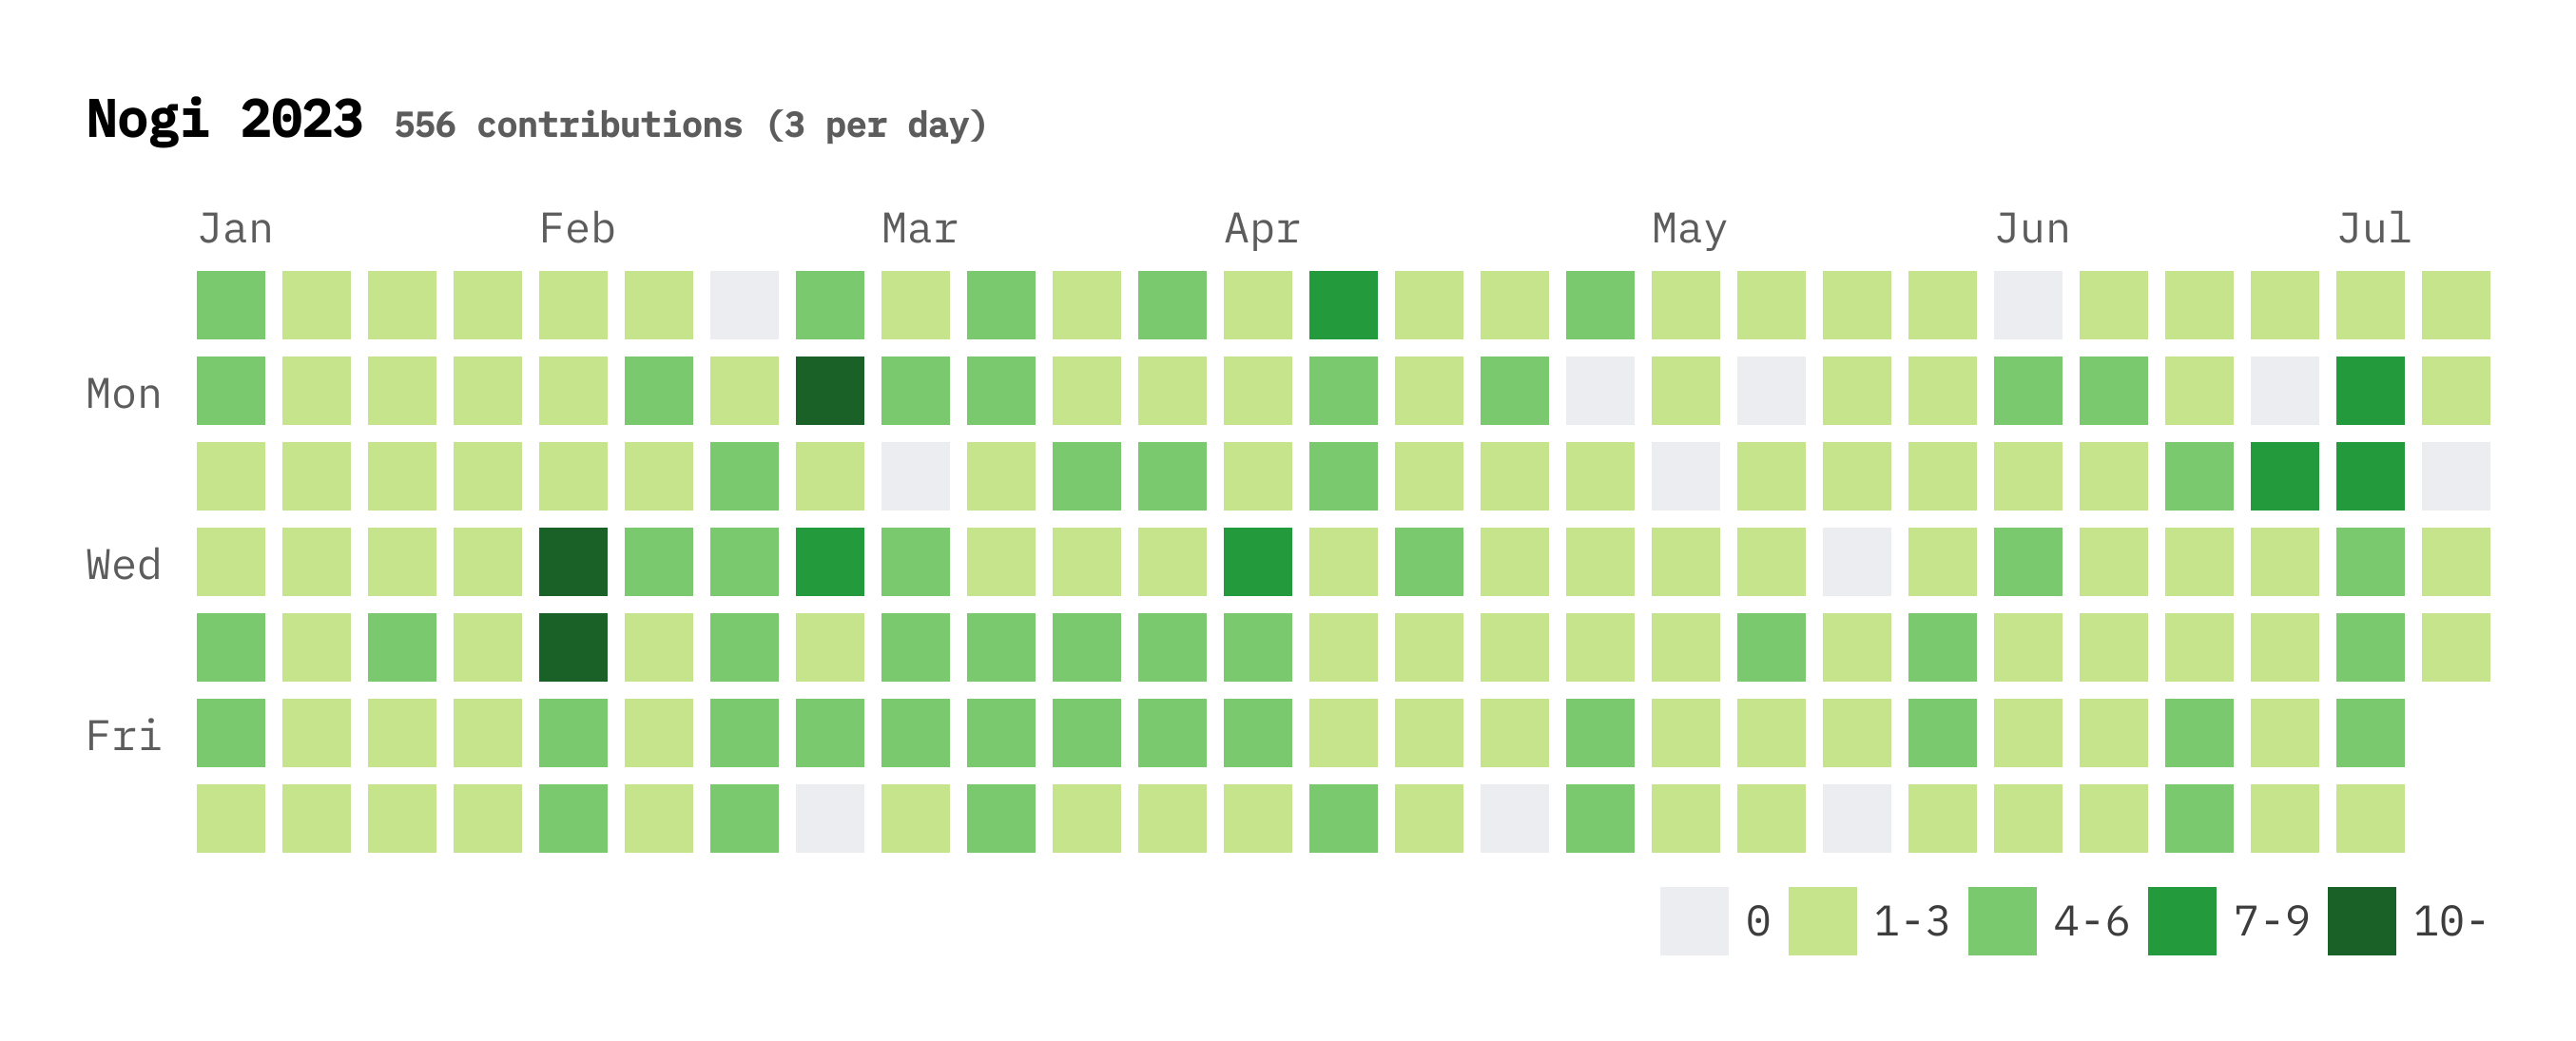 Nogi 2023 556 contributions (3 per day)
Jan Feb Mar Apr May Jun Jul
Mon
Wed
Fri
0 1-3 4-6 7-9 10-